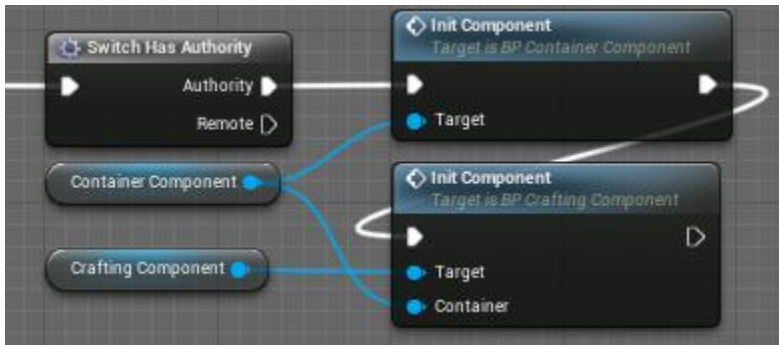 Switch Has Authority
Authority
Remote
Init Component
Target is BP Container Component
Target
Container Component
Init Component
Target is BP Crafting Component
Crafting Component
Target
Container